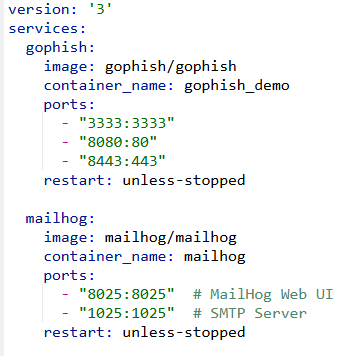 version: '3'
services:
  gophish:
    image: gophish/gophish
    container_name: gophish_demo
    ports:
      - "3333:3333"
      - "8080:80"
      - "8443:443"
    restart: unless-stopped

  mailhog:
    image: mailhog/mailhog
    container_name: mailhog
    ports:
      - "8025:8025"  # MailHog Web UI
      - "1025:1025"  # SMTP Server
    restart: unless-stopped